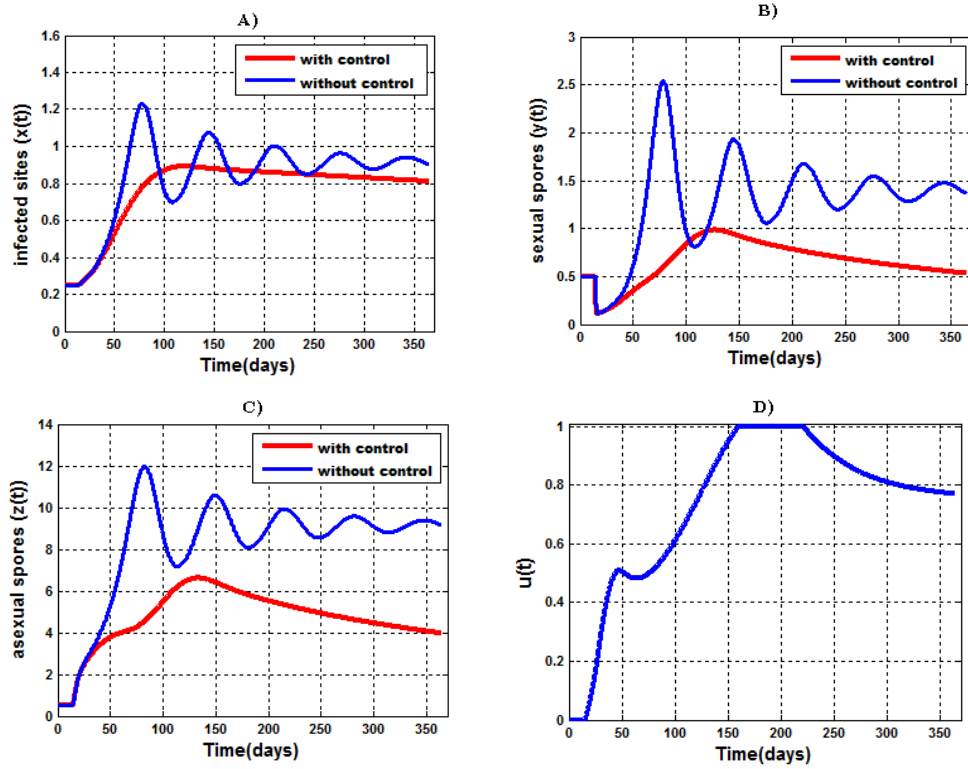 A)
1.6
1.4
1.2
1
0.8
0.6
0.4
0.2
0
infected sites (x(t))
with control
without control
0 50 100 150 200 250 300 350
Time(days)
B)
3
2.5
2
1.5
1
0.5
0
sexual spores (y(t))
with control
without control
0 50 100 150 200 250 300 350
Time(days)
C)
14
12
10
8
6
4
2
0
asexual spores (z(t))
with control
without control
0 50 100 150 200 250 300 350
Time(days)
D)
1
0.8
0.6
0.4
0.2
0
u(t)
0 50 100 150 200 250 300 350
Time(days)